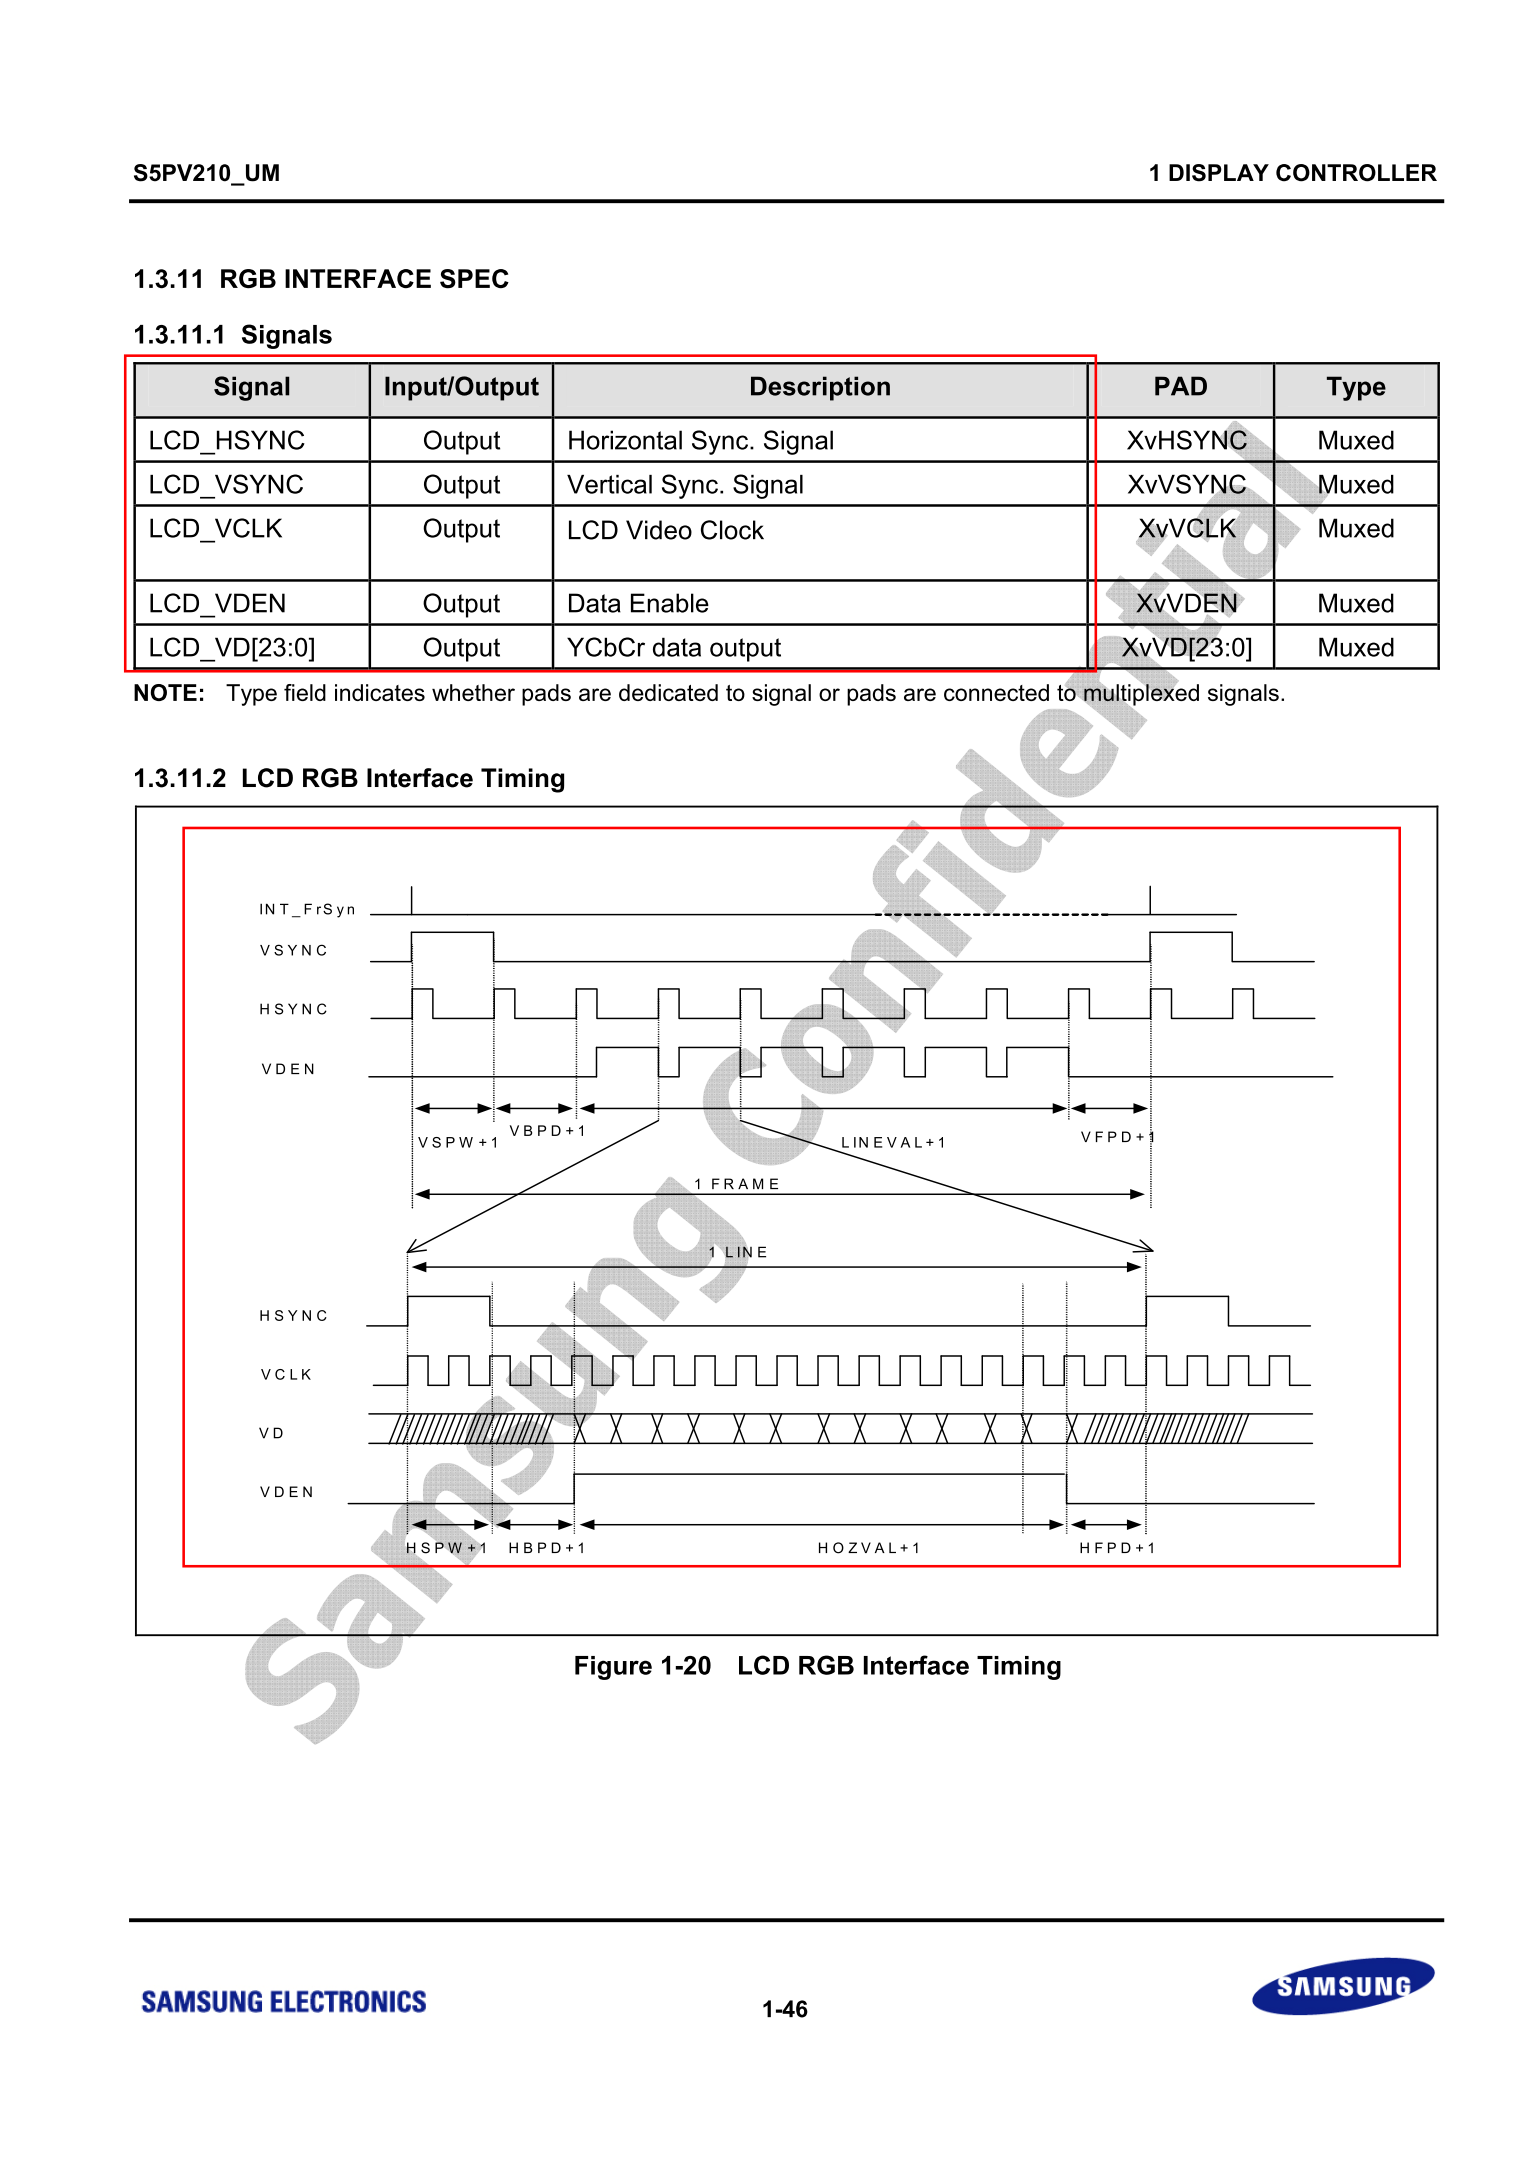 S5PV210_UM 1 DISPLAY CONTROLLER
1.3.11 RGB INTERFACE SPEC
1.3.11.1 Signals
Signal Input/Output Description PAD Type
LCD_HSYNC Output Horizontal Sync. Signal XvHSYNC Muxed
LCD_VSYNC Output Vertical Sync. Signal XvVSYNC Muxed
LCD_VCLK Output LCD Video Clock XvVCLK Muxed
LCD_VDEN Output Data Enable XvVDEN Muxed
LCD_VD[23:0] Output YCbCr data output XvVD[23:0] Muxed
NOTE: Type field indicates whether pads are dedicated to signal or pads are connected to multiplexed signals.
1.3.11.2 LCD RGB Interface Timing
INT_FrSyn
VSYNC
HSYNC
VDEN
VSPW+1 VBPD+1 LINEVAL+1 VFPD+1
1 FRAME
1 LINE
HSYNC
VCLK
VD
VDEN
HSPW+1 HBPD+1 HOZVAL+1 HFPD+1
Figure 1-20 LCD RGB Interface Timing
Samsung Confidential
SAMSUNG ELECTRONICS 1-46 SAMSUNG